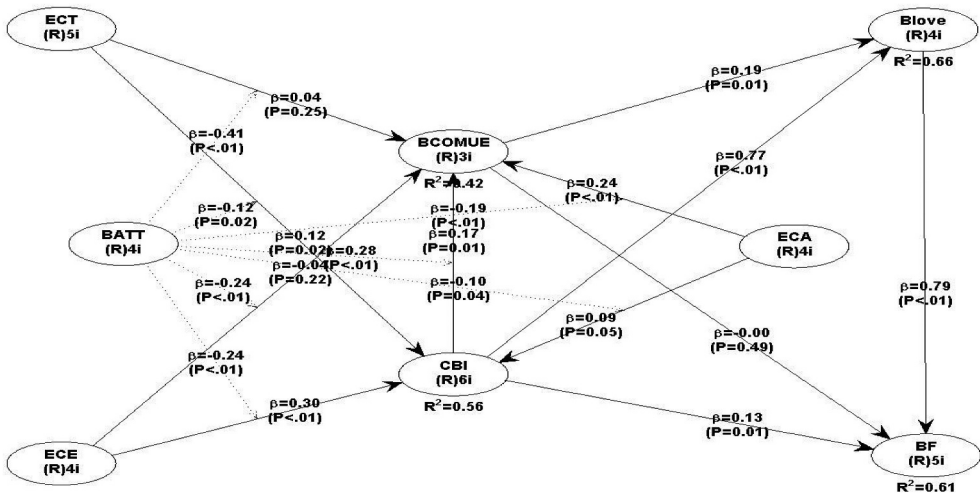 ECT
(R)5i
Blove
(R)4i
R²=0.66
β=0.19
(P=0.01)
β=0.04
(P=0.25)
β=-0.41
(P<.01)
BCOMUE
(R)3i
R²=0.42
β=0.77
(P<.01)
β=0.24
(P<.01)
β=-0.12
(P=0.02)
β=-0.19
(P<.01)
BATT
(R)4i
β=0.12
(P=0.02)
β=0.17
(P=0.01)
ECA
(R)4i
β=0.28
(P<.01)
β=-0.04
(P=0.22)
β=-0.24
(P<.01)
β=-0.10
(P=0.04)
β=0.79
(P<.01)
β=0.09
(P=0.05)
β=-0.00
(P=0.49)
β=-0.24
(P<.01)
CBI
(R)6i
R²=0.56
β=0.30
(P<.01)
β=0.13
(P=0.01)
ECE
(R)4i
BF
(R)5i
R²=0.61